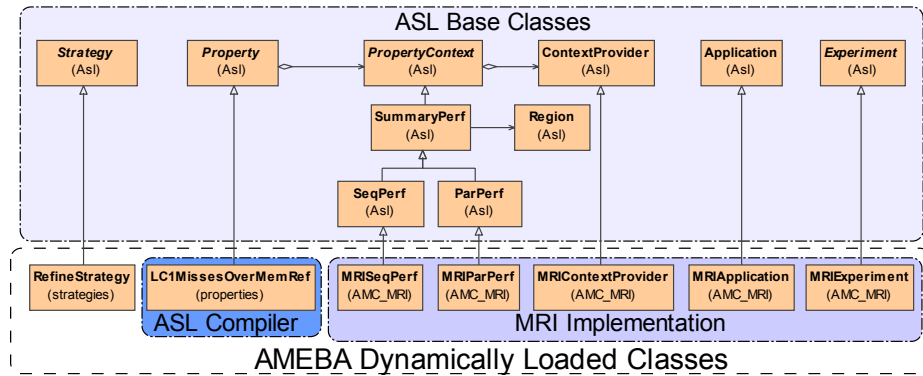 ASL Base Classes
Strategy
(Asl)
Property
(Asl)
PropertyContext
(Asl)
ContextProvider
(Asl)
Application
(Asl)
Experiment
(Asl)
SummaryPerf
(Asl)
Region
(Asl)
SeqPerf
(Asl)
ParPerf
(Asl)
RefineStrategy
(strategies)
LC1MissesOverMemRef
(properties)
MRISeqPerf
(AMC_MRI)
MRIParPerf
(AMC_MRI)
MRIContextProvider
(AMC_MRI)
MRIApplication
(AMC_MRI)
MRIExperiment
(AMC_MRI)
ASL Compiler
MRI Implementation
AMEBA Dynamically Loaded Classes